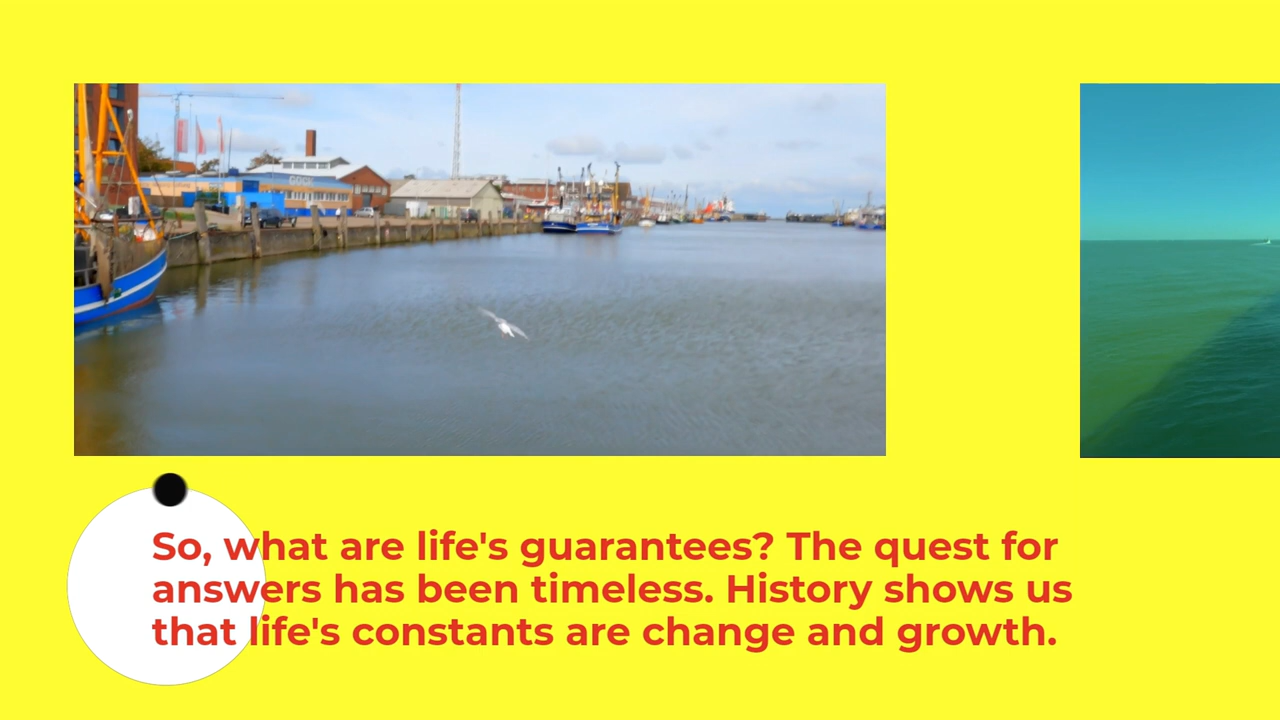 GOCK
So, what are life's guarantees? The quest for
answers has been timeless. History shows us
that life's constants are change and growth.